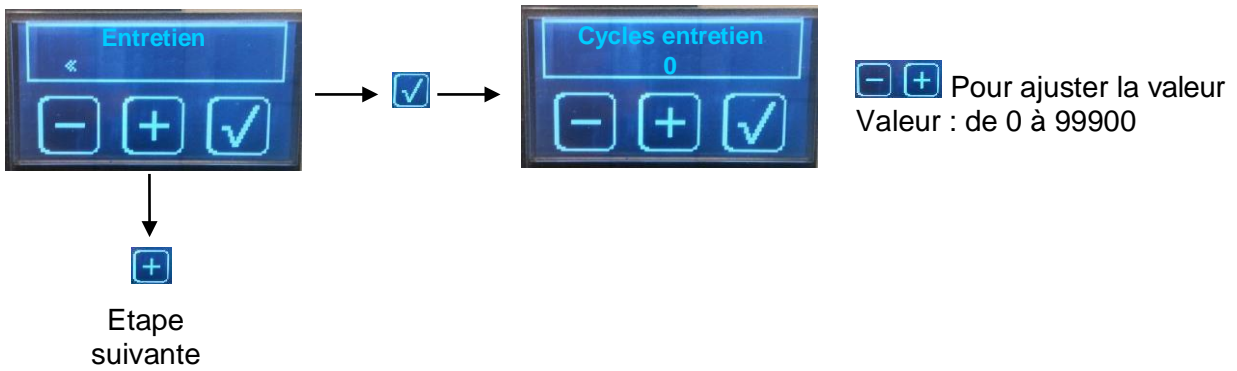 Entretien
«
Cycles entretien
0
Pour ajuster la valeur
Valeur : de 0 à 99900
Etape
suivante